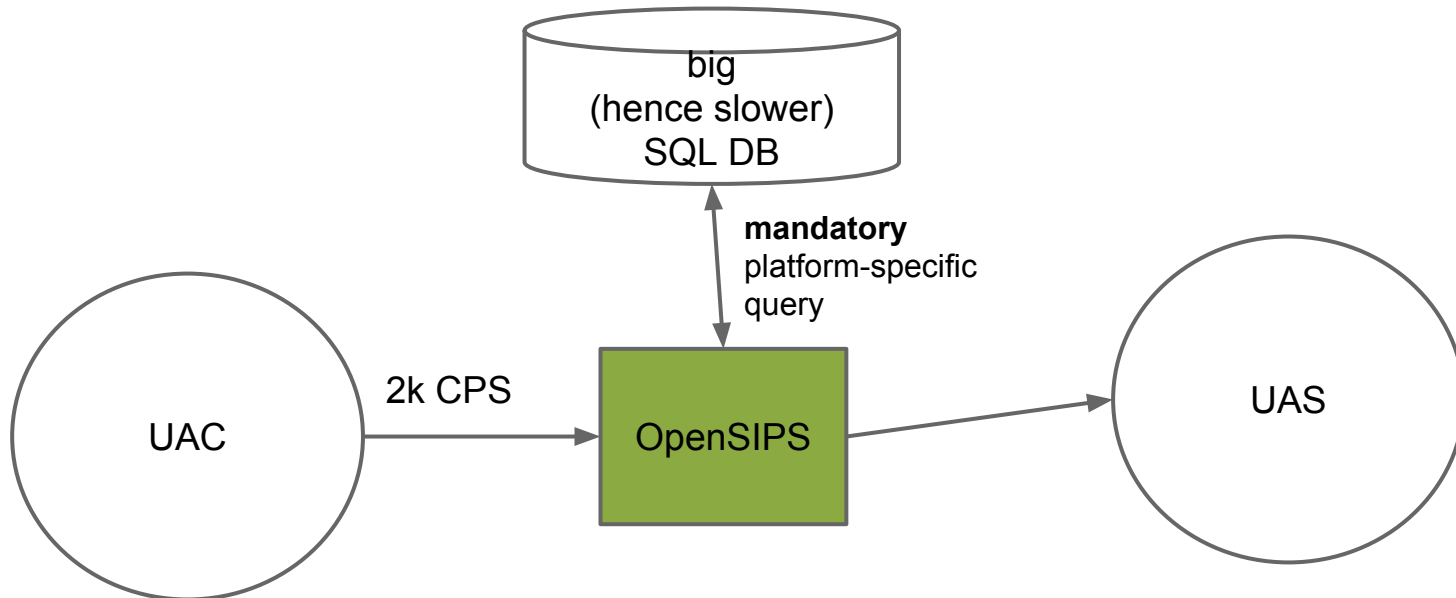 big
(hence slower)
SQL DB
mandatory
platform-specific
query
2k CPS
UAC
OpenSIPS
UAS